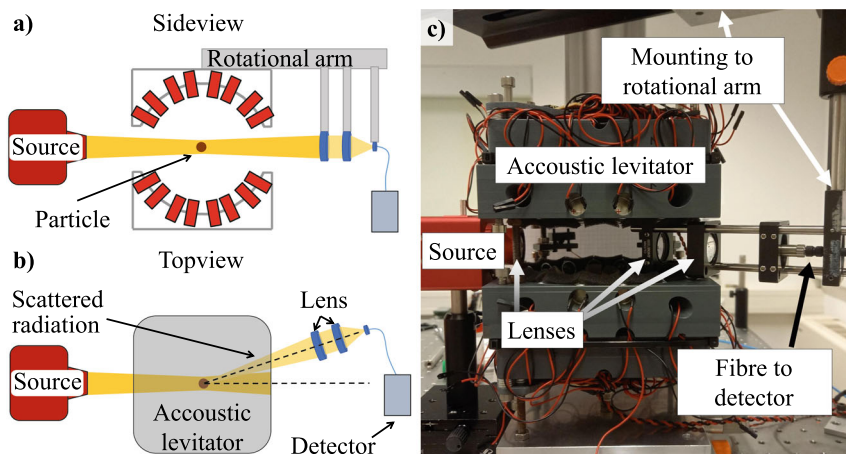 a)
Sideview
Rotational arm
Source
Particle
b)
Topview
Scattered
radiation
Lens
Source
Accoustic
levitator
Detector
c)
Mounting to
rotational arm
Accoustic levitator
Source
Lenses
Fibre to
detector